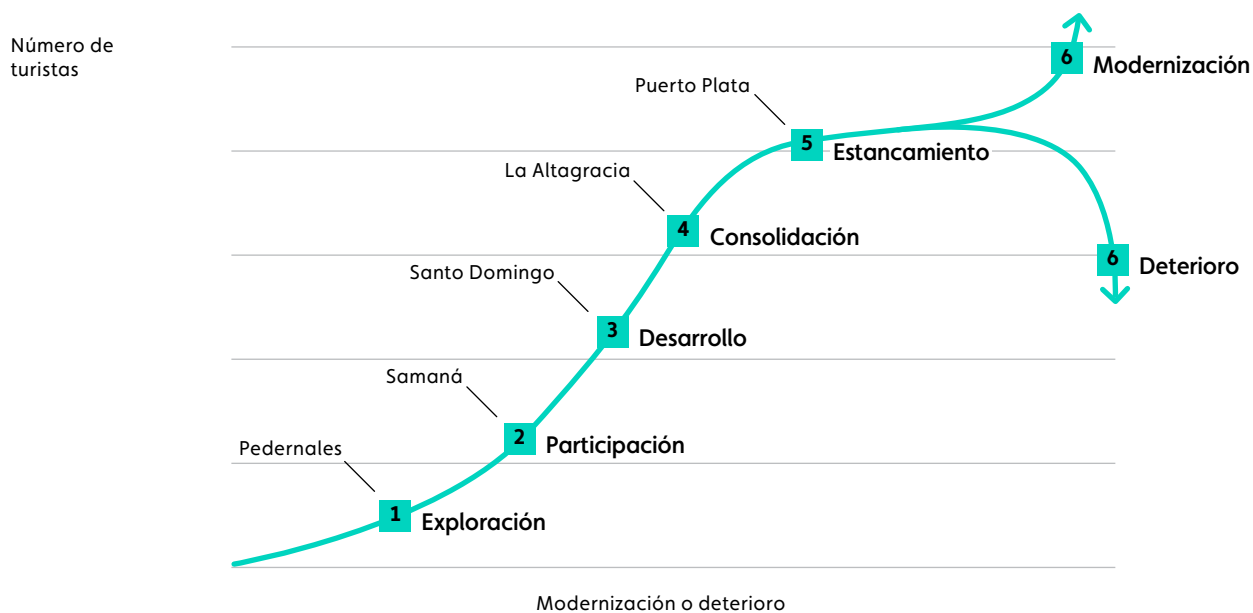 Número de
turistas
6
Modernización
Puerto Plata
5
Estancamiento
La Altagracia
4
Consolidación
6
Deterioro
Santo Domingo
3
Desarrollo
Samaná
2
Participación
Pedernales
1
Exploración
Modernización o deterioro